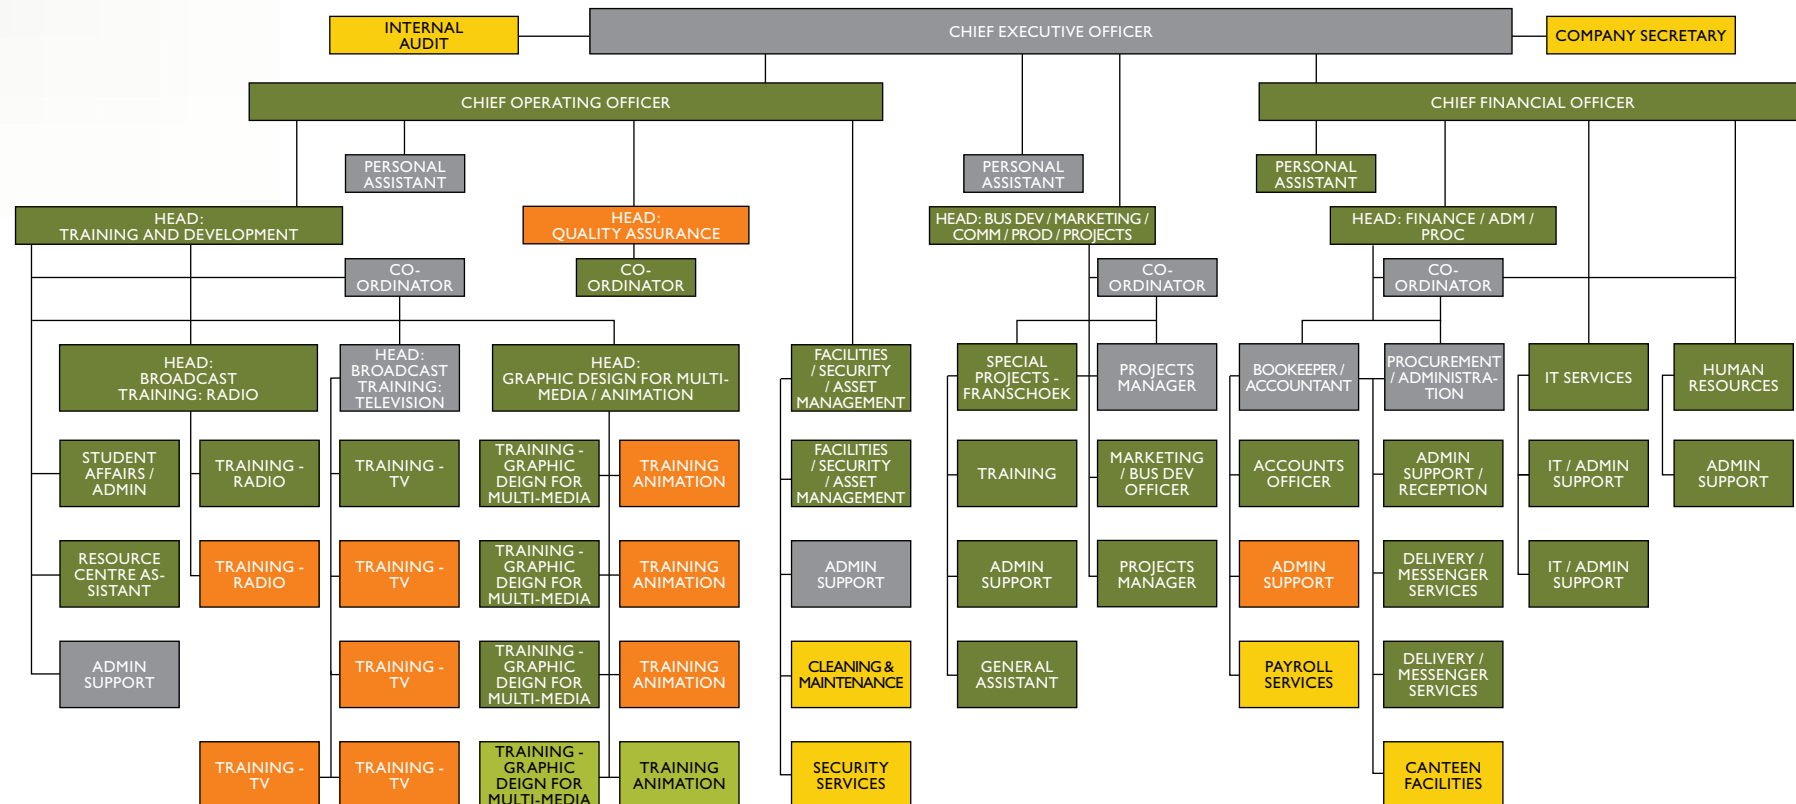 INTERNAL
AUDIT
CHIEF EXECUTIVE OFFICER
COMPANY SECRETARY
CHIEF OPERATING OFFICER
CHIEF FINANCIAL OFFICER
PERSONAL
ASSISTANT
PERSONAL
ASSISTANT
PERSONAL
ASSISTANT
HEAD:
TRAINING AND DEVELOPMENT
HEAD:
QUALITY ASSURANCE
HEAD: BUS DEV / MARKETING /
COMM / PROD / PROJECTS
HEAD: FINANCE / ADM /
PROC
CO-
ORDINATOR
CO-
ORDINATOR
CO-
ORDINATOR
CO-
ORDINATOR
HEAD:
BROADCAST
TRAINING: RADIO
HEAD:
BROADCAST
TRAINING:
TELEVISION
HEAD:
GRAPHIC DESIGN FOR MULTI-
MEDIA / ANIMATION
FACILITIES
/ SECURITY
/ ASSET
MANAGEMENT
SPECIAL
PROJECTS -
FRANSCHOEK
PROJECTS
MANAGER
BOOKEEPER /
ACCOUNTANT
PROCUREMENT
/ ADMINISTRA-
TION
IT SERVICES
HUMAN
RESOURCES
STUDENT
AFFAIRS /
ADMIN
TRAINING -
RADIO
TRAINING -
TV
TRAINING -
GRAPHIC
DEIGN FOR
MULTI-MEDIA
TRAINING
ANIMATION
FACILITIES
/ SECURITY
/ ASSET
MANAGEMENT
TRAINING
MARKETING
/ BUS DEV
OFFICER
ACCOUNTS
OFFICER
ADMIN
SUPPORT /
RECEPTION
IT / ADMIN
SUPPORT
ADMIN
SUPPORT
RESOURCE
CENTRE AS-
SISTANT
TRAINING -
RADIO
TRAINING -
TV
TRAINING -
GRAPHIC
DEIGN FOR
MULTI-MEDIA
TRAINING
ANIMATION
ADMIN
SUPPORT
ADMIN
SUPPORT
PROJECTS
MANAGER
ADMIN
SUPPORT
DELIVERY /
MESSENGER
SERVICES
IT / ADMIN
SUPPORT
ADMIN
SUPPORT
TRAINING -
TV
TRAINING -
GRAPHIC
DEIGN FOR
MULTI-MEDIA
TRAINING
ANIMATION
CLEANING &
MAINTENANCE
GENERAL
ASSISTANT
PAYROLL
SERVICES
DELIVERY /
MESSENGER
SERVICES
TRAINING -
TV
TRAINING -
TV
TRAINING -
GRAPHIC
DEIGN FOR
MULTI-MEDIA
TRAINING
ANIMATION
SECURITY
SERVICES
CANTEEN
FACILITIES